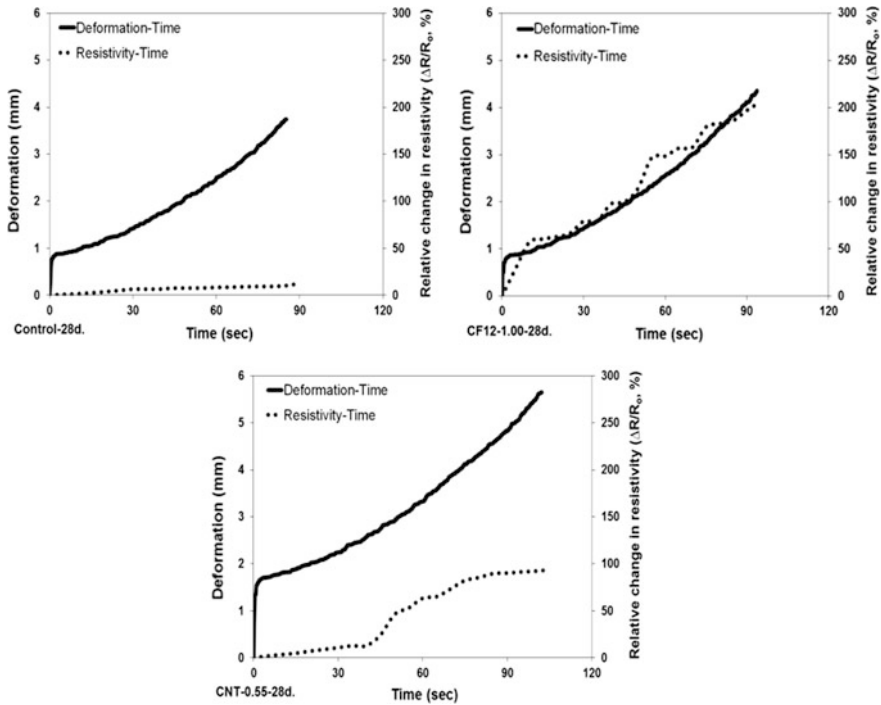 6
5
4
3
2
1
0
Deformation (mm)
Deformation-Time
Resistivity-Time
300
250
200
150
100
50
0
Relative change in resistivity (ΔR/Rₒ, %)
0 30 60 90 120
Control-28d.
Time (sec)
6
5
4
3
2
1
0
Deformation (mm)
Deformation-Time
Resistivity-Time
300
250
200
150
100
50
0
Relative change in resistivity (ΔR/Rₒ, %)
0 30 60 90 120
CF12-1.00-28d.
Time (sec)
6
5
4
3
2
1
0
Deformation (mm)
Deformation-Time
Resistivity-Time
300
250
200
150
100
50
0
Relative change in resistivity (ΔR/Rₒ, %)
0 30 60 90 120
CNT-0.55-28d.
Time (sec)